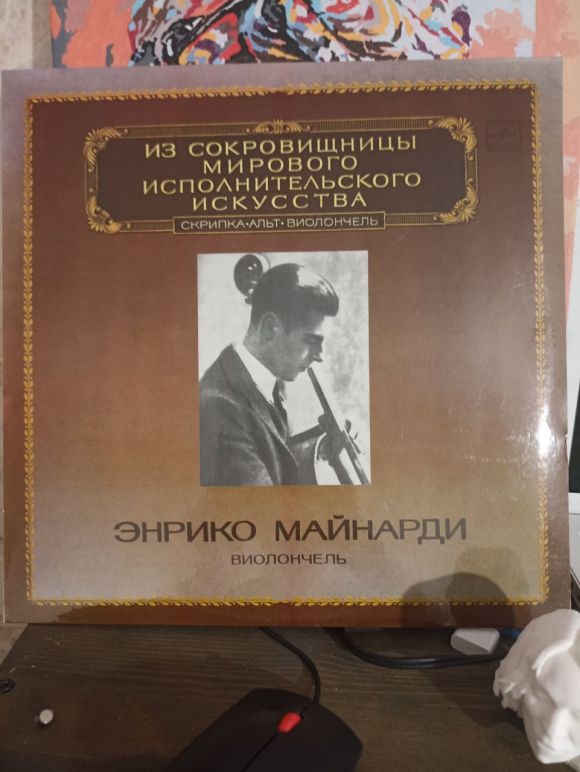 ИЗ СОКРОВИЩНИЦЫ
МИРОВОГО
ИСПОЛНИТЕЛЬСКОГО
ИСКУССТВА
СКРИПКА•АЛЬТ•ВИОЛОНЧЕЛЬ
ЭНРИКО МАЙНАРДИ
ВИОЛОНЧЕЛЬ